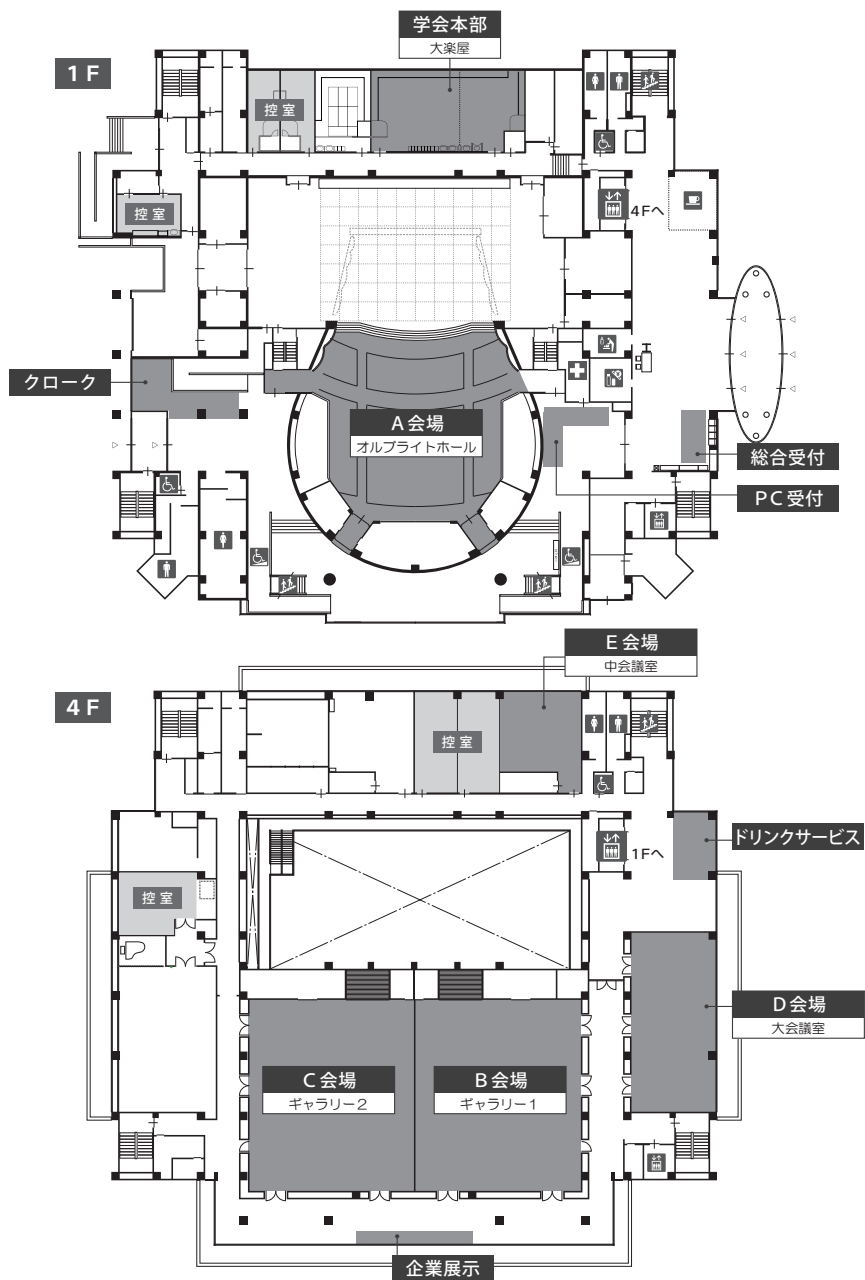 学会本部
大楽屋
1F
控室
控室
4Fへ
クローク
A会場
オルブライトホール
総合受付
PC受付
E会場
中会議室
4F
控室
ドリンクサービス
1Fへ
控室
D会場
大会議室
C会場
ギャラリー2
B会場
ギャラリー1
企業展示